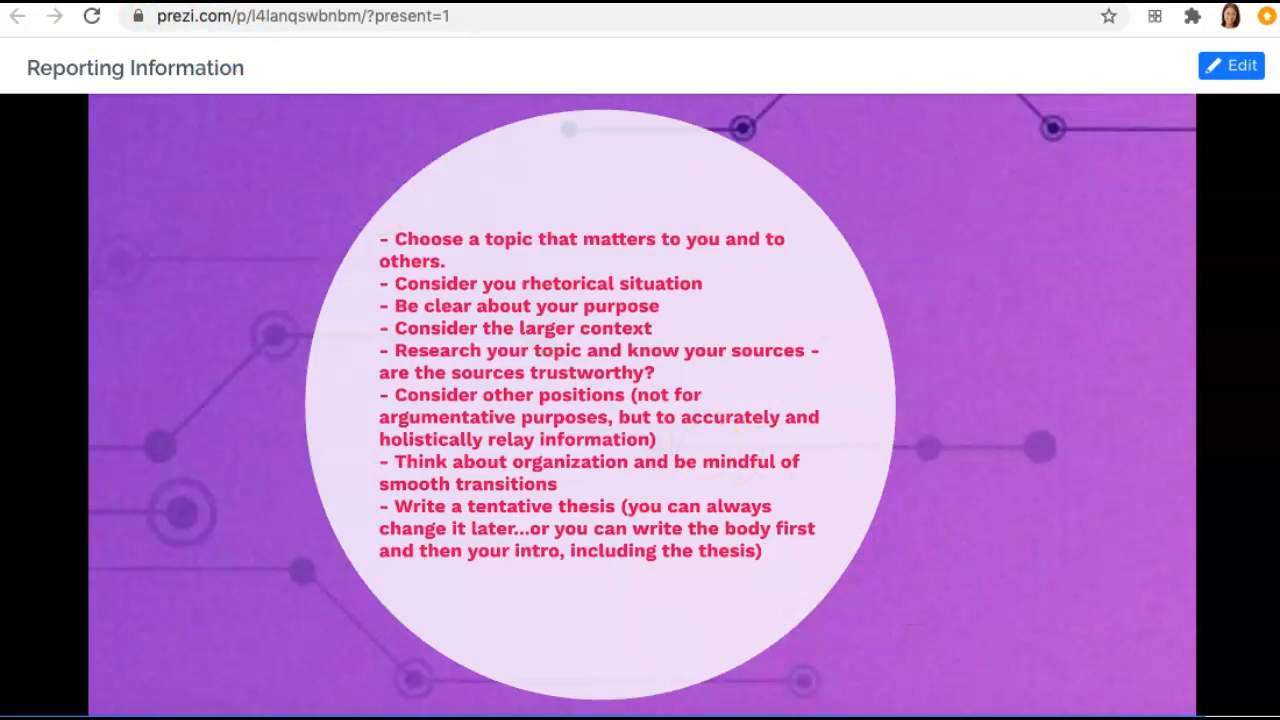 prezi.com/p/l4lanqswbnbm/?present=1
Reporting Information
Edit
- Choose a topic that matters to you and to
others.
- Consider you rhetorical situation
- Be clear about your purpose
- Consider the larger context
- Research your topic and know your sources -
are the sources trustworthy?
- Consider other positions (not for
argumentative purposes, but to accurately and
holistically relay information)
- Think about organization and be mindful of
smooth transitions
- Write a tentative thesis (you can always
change it later...or you can write the body first
and then your intro, including the thesis)